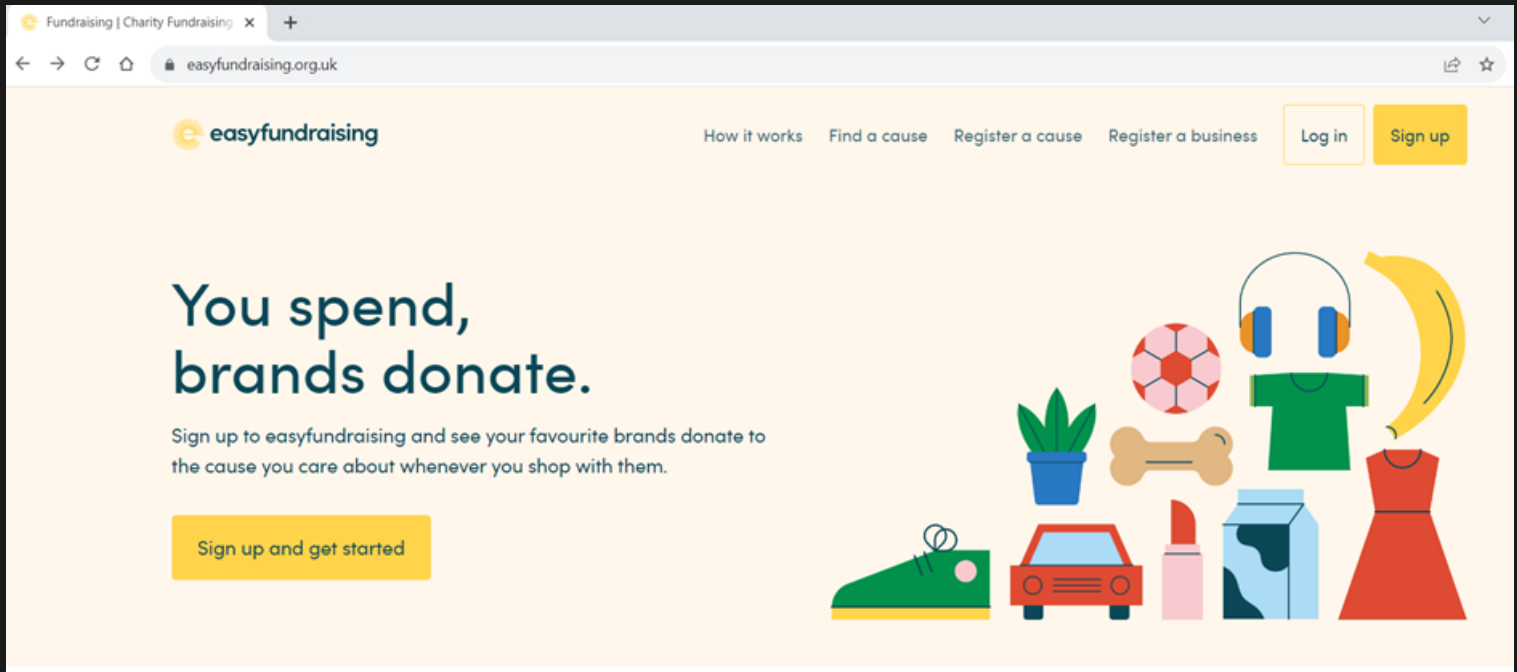 Fundraising | Charity Fundraising
easyfundraising.org.uk
easyfundraising
How it works Find a cause Register a cause Register a business Log in Sign up
You spend,
brands donate.
Sign up to easyfundraising and see your favourite brands donate to
the cause you care about whenever you shop with them.
Sign up and get started